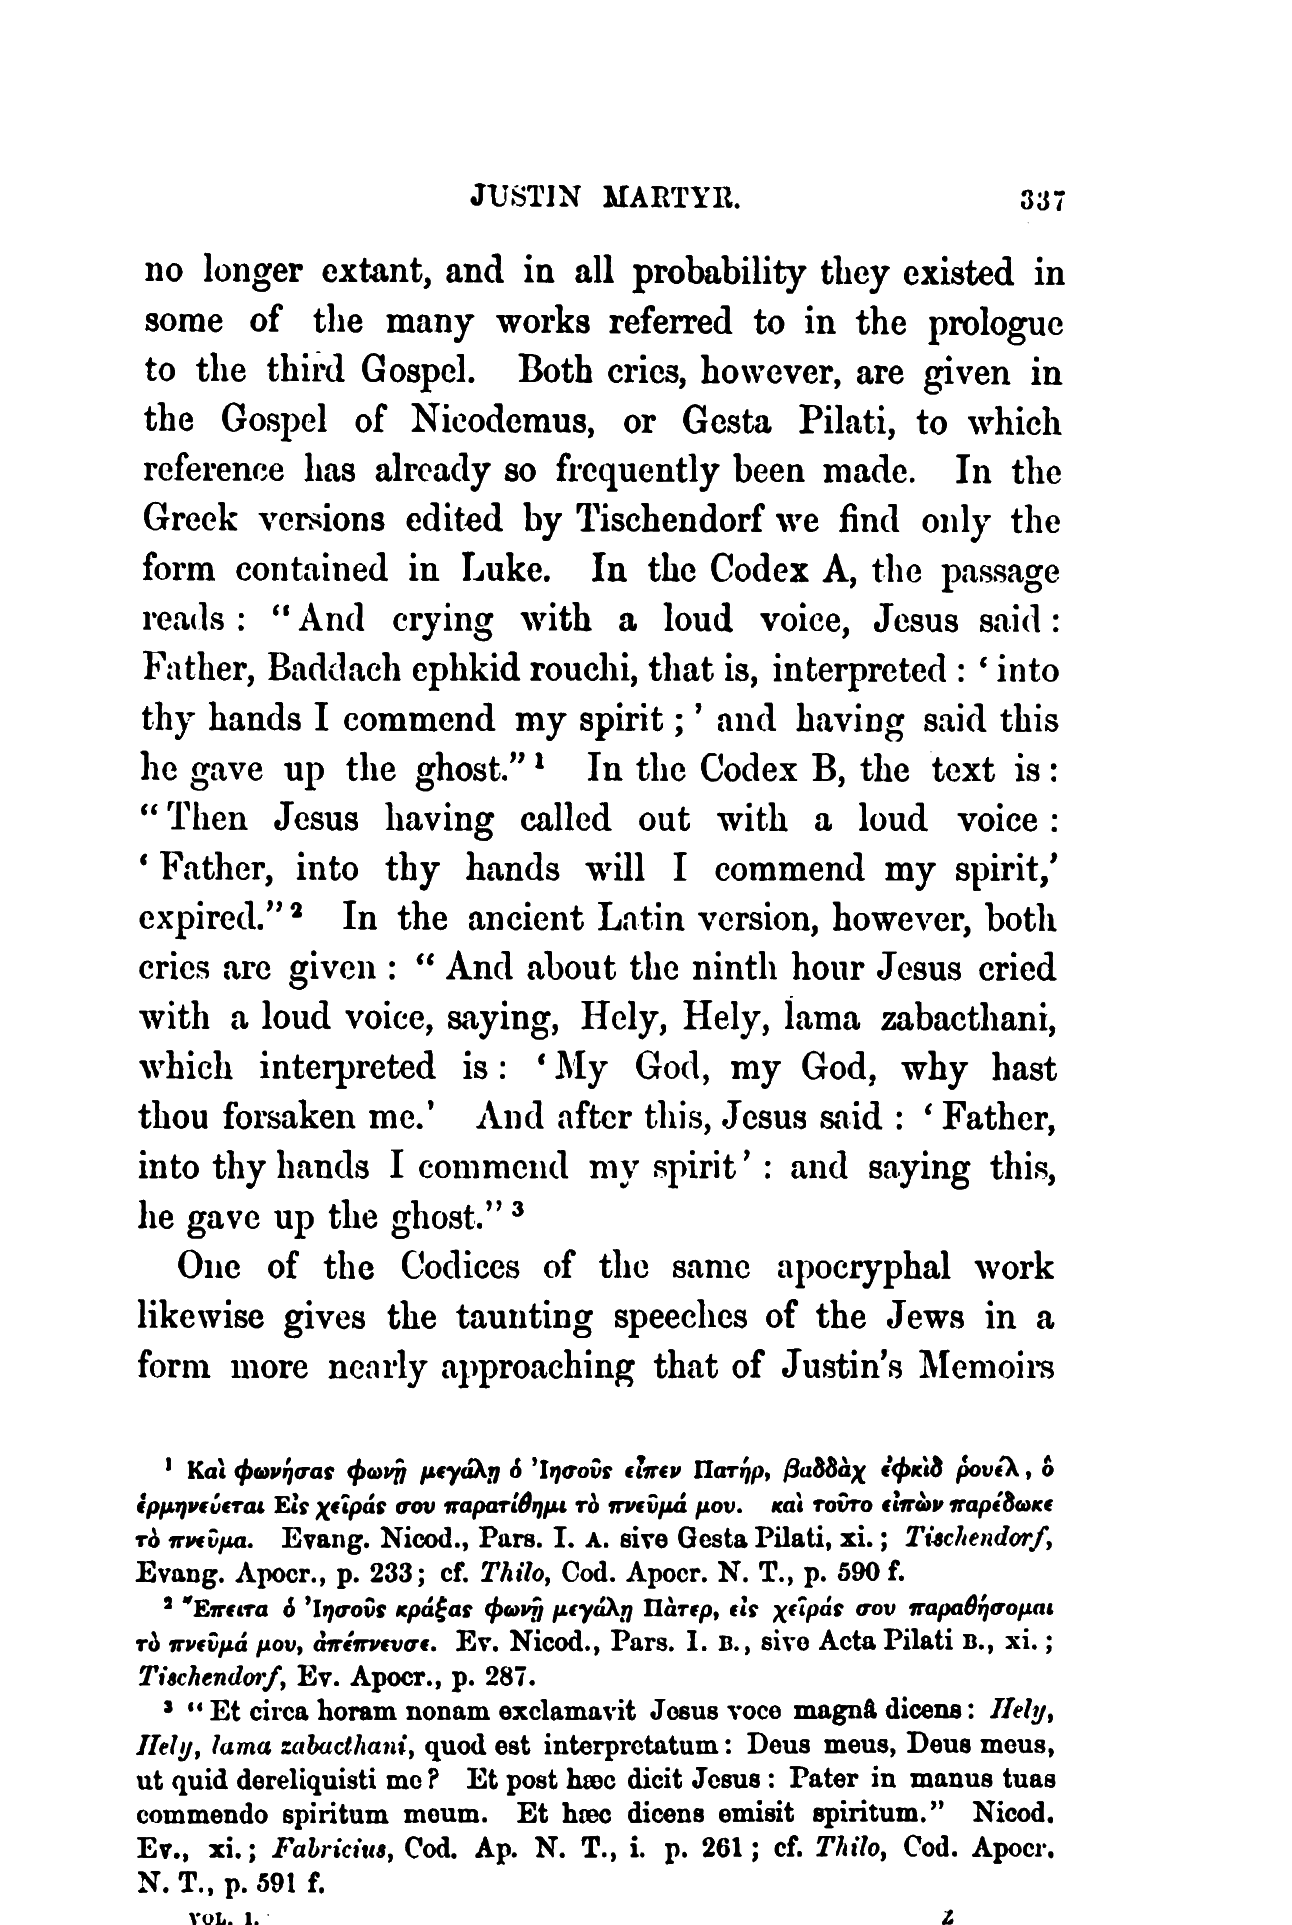 JUSTIN MARTYR. 337
no longer extant, and in all probability they existed in
some of the many works referred to in the prologue
to the third Gospel. Both cries, however, are given in
the Gospel of Nicodemus, or Gesta Pilati, to which
reference has already so frequently been made. In the
Greek versions edited by Tischendorf we find only the
form contained in Luke. In the Codex A, the passage
reads : “ And crying with a loud voice, Jesus said :
Father, Baddach ephkid rouchi, that is, interpreted : ‘ into
thy hands I commend my spirit ; ’ and having said this
he gave up the ghost.” ¹ In the Codex B, the text is :
“ Then Jesus having called out with a loud voice :
‘ Father, into thy hands will I commend my spirit,’
expired.” ² In the ancient Latin version, however, both
cries are given : “ And about the ninth hour Jesus cried
with a loud voice, saying, Hely, Hely, lama zabacthani,
which interpreted is : ‘ My God, my God, why hast
thou forsaken me.’ And after this, Jesus said : ‘ Father,
into thy hands I commend my spirit ’ : and saying this,
he gave up the ghost.” ³
One of the Codices of the same apocryphal work
likewise gives the taunting speeches of the Jews in a
form more nearly approaching that of Justin’s Memoirs
¹ Καὶ φωνήσας φωνῇ μεγάλῃ ὁ Ἰησοῦς εἶπεν Πατήρ, βαδδὰχ ἐφκὶδ ῥουέλ, ὃ
ἑρμηνεύεται Εἰς χεῖράς σου παρατίθημι τὸ πνεῦμά μου. καὶ τοῦτο εἰπὼν παρέδωκε
τὸ πνεῦμα. Evang. Nicod., Pars. I. A. sive Gesta Pilati, xi. ; Tischendorf,
Evang. Apocr., p. 233 ; cf. Thilo, Cod. Apocr. N. T., p. 590 f.
² Ἔπειτα ὁ Ἰησοῦς κράξας φωνῇ μεγάλῃ Πάτερ, εἰς χεῖράς σου παραθήσομαι
τὸ πνεῦμά μου, ἀπέπνευσε. Ev. Nicod., Pars. I. B., sive Acta Pilati B., xi. ;
Tischendorf, Ev. Apocr., p. 287.
³ “ Et circa horam nonam exclamavit Jesus voce magnâ dicens : Hely,
Hely, lama zabacthani, quod est interpretatum : Deus meus, Deus meus,
ut quid dereliquisti me ? Et post hæc dicit Jesus : Pater in manus tuas
commendo spiritum meum. Et hæc dicens emisit spiritum.” Nicod.
Ev., xi. ; Fabricius, Cod. Ap. N. T., i. p. 261 ; cf. Thilo, Cod. Apocr.
N. T., p. 591 f.
VOL. I. Z